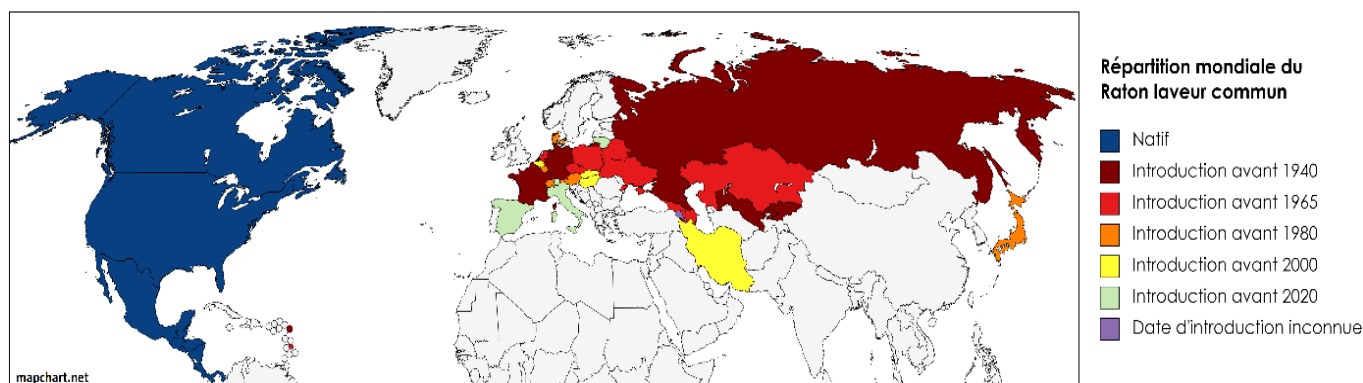 Répartition mondiale du
Raton laveur commun
Natif
Introduction avant 1940
Introduction avant 1965
Introduction avant 1980
Introduction avant 2000
Introduction avant 2020
Date d'introduction inconnue
mapchart.net